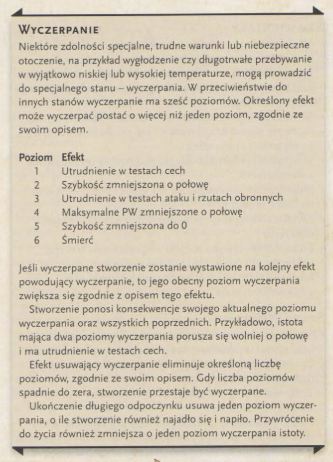 Wyczerpanie
Niektóre zdolności specjalne, trudne warunki lub niebezpieczne
otoczenie, na przykład wygłodzenie czy długotrwałe przebywanie
w wyjątkowo niskiej lub wysokiej temperaturze, mogą prowadzić
do specjalnego stanu – wyczerpania. W przeciwieństwie do
innych stanów wyczerpanie ma sześć poziomów. Określony efekt
może wyczerpać postać o więcej niż jeden poziom, zgodnie ze
swoim opisem.
Poziom Efekt
1 Utrudnienie w testach cech
2 Szybkość zmniejszona o połowę
3 Utrudnienie w testach ataku i rzutach obronnych
4 Maksymalne PW zmniejszone o połowę
5 Szybkość zmniejszona do 0
6 Śmierć
Jeśli wyczerpane stworzenie zostanie wystawione na kolejny efekt
powodujący wyczerpanie, to jego obecny poziom wyczerpania
zwiększa się zgodnie z opisem tego efektu.
Stworzenie ponosi konsekwencje swojego aktualnego poziomu
wyczerpania oraz wszystkich poprzednich. Przykładowo, istota
mająca dwa poziomy wyczerpania porusza się wolniej o połowę
i ma utrudnienie w testach cech.
Efekt usuwający wyczerpanie eliminuje określoną liczbę
poziomów, zgodnie ze swoim opisem. Gdy liczba poziomów
spadnie do zera, stworzenie przestaje być wyczerpane.
Ukończenie długiego odpoczynku usuwa jeden poziom wyczer-
pania, o ile stworzenie również najadło się i napiło. Przywrócenie
do życia również zmniejsza o jeden poziom wyczerpania istoty.